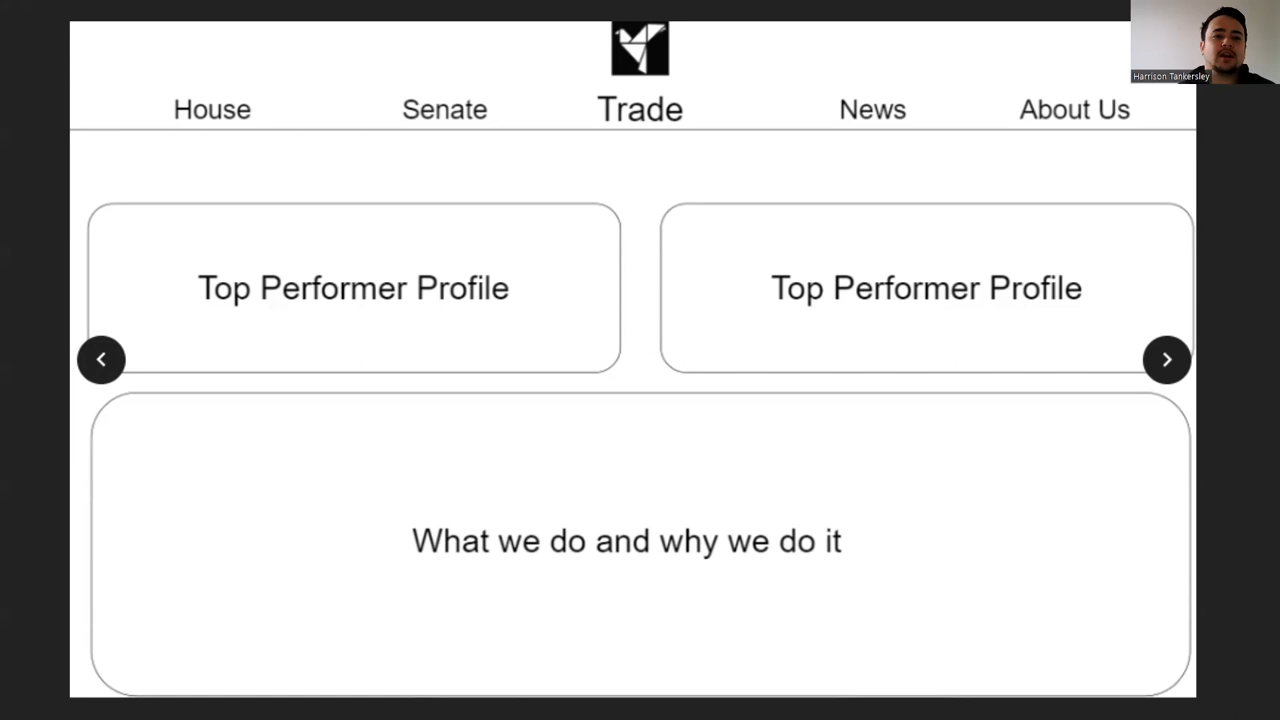 Harrison Tankersley
House Senate Trade News About Us
Top Performer Profile
Top Performer Profile
What we do and why we do it